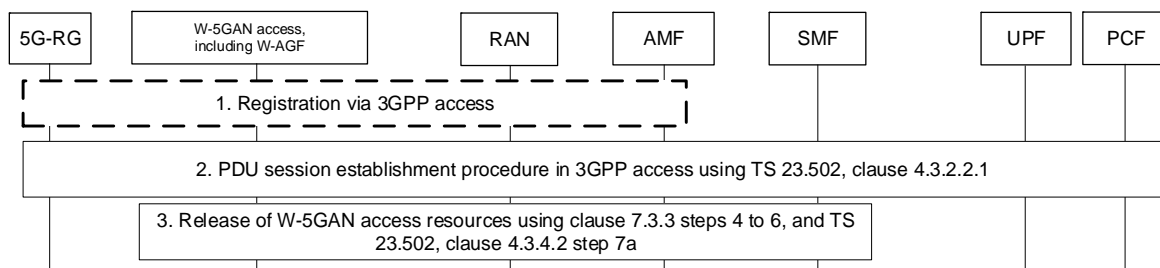 5G-RG
W-5GAN access,
including W-AGF
RAN
AMF
SMF
UPF
PCF
1. Registration via 3GPP access
2. PDU session establishment procedure in 3GPP access using TS 23.502, clause 4.3.2.2.1
3. Release of W-5GAN access resources using clause 7.3.3 steps 4 to 6, and TS
23.502, clause 4.3.4.2 step 7a